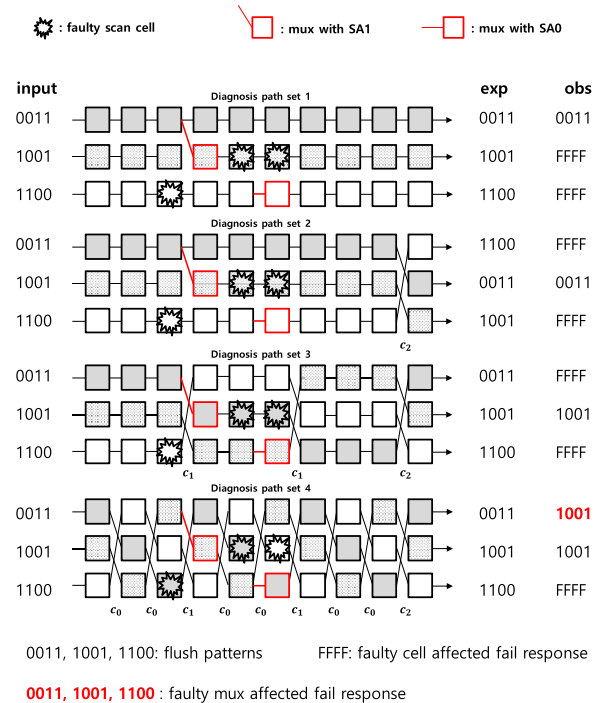 : faulty scan cell : mux with SA1 : mux with SA0
input exp obs
Diagnosis path set 1
0011 0011 0011
1001 1001 FFFF
1100 1100 FFFF
Diagnosis path set 2
0011 1100 FFFF
1001 0011 0011
1100 1001 FFFF
c2
Diagnosis path set 3
0011 0011 FFFF
1001 1001 1001
1100 1100 FFFF
c1 c1 c2
Diagnosis path set 4
0011 0011 1001
1001 1001 1001
1100 1100 FFFF
c0 c0 c1 c0 c0 c1 c0 c0 c2
0011, 1001, 1100: flush patterns FFFF: faulty cell affected fail response
0011, 1001, 1100 : faulty mux affected fail response